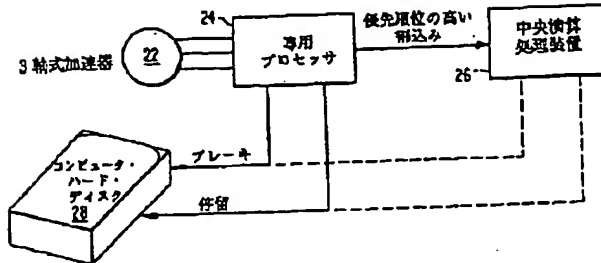 24
専用
プロセッサ
優先順位の高い
割込み
中央演算
処理装置
26
3軸式加速器
22
ブレーキ
停留
コンピュータ・
ハード・
ディスク
28